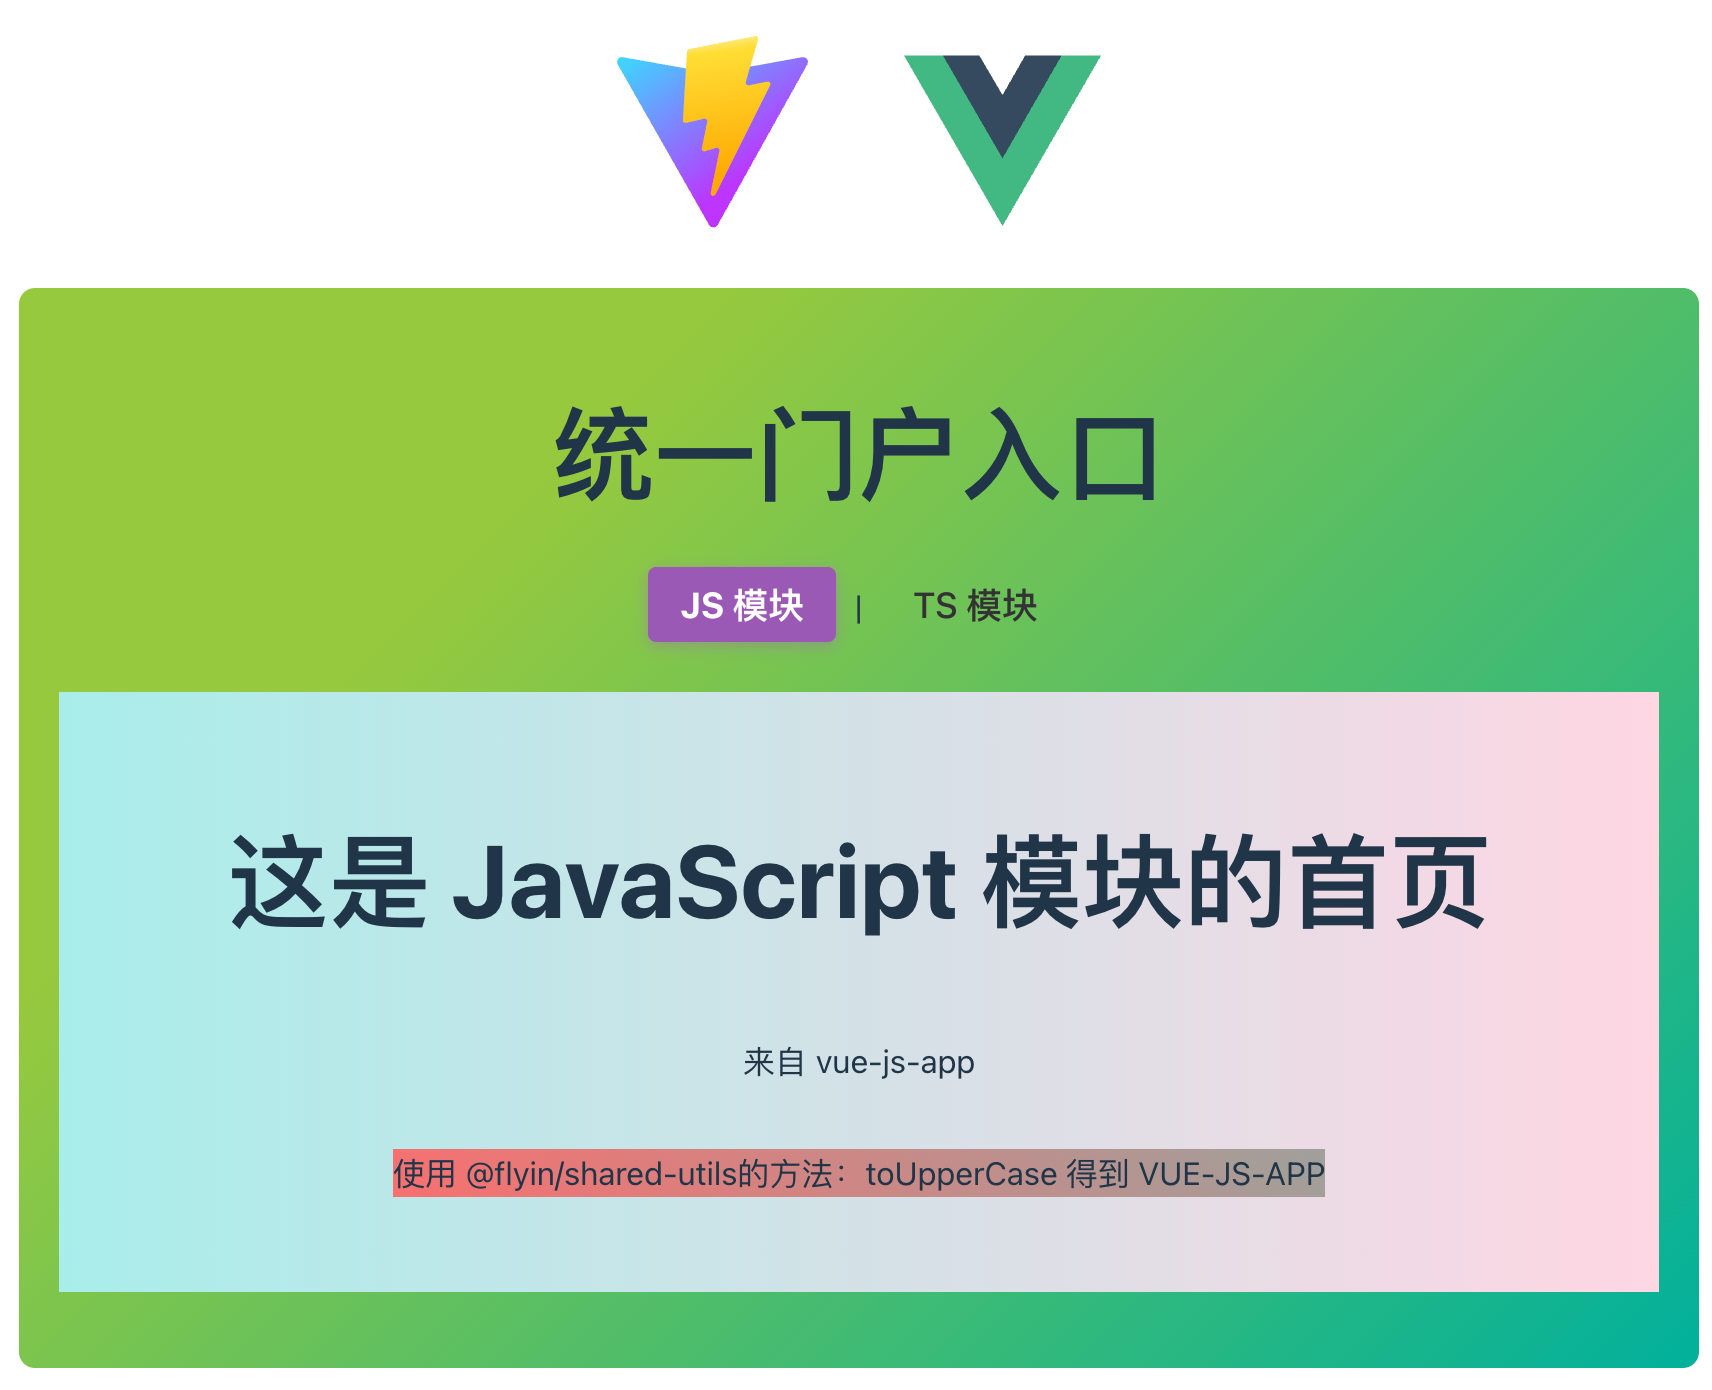 统一门户入口
JS 模块 | TS 模块
这是 JavaScript 模块的首页
来自 vue-js-app
使用 @flyin/shared-utils的方法：toUpperCase 得到 VUE-JS-APP